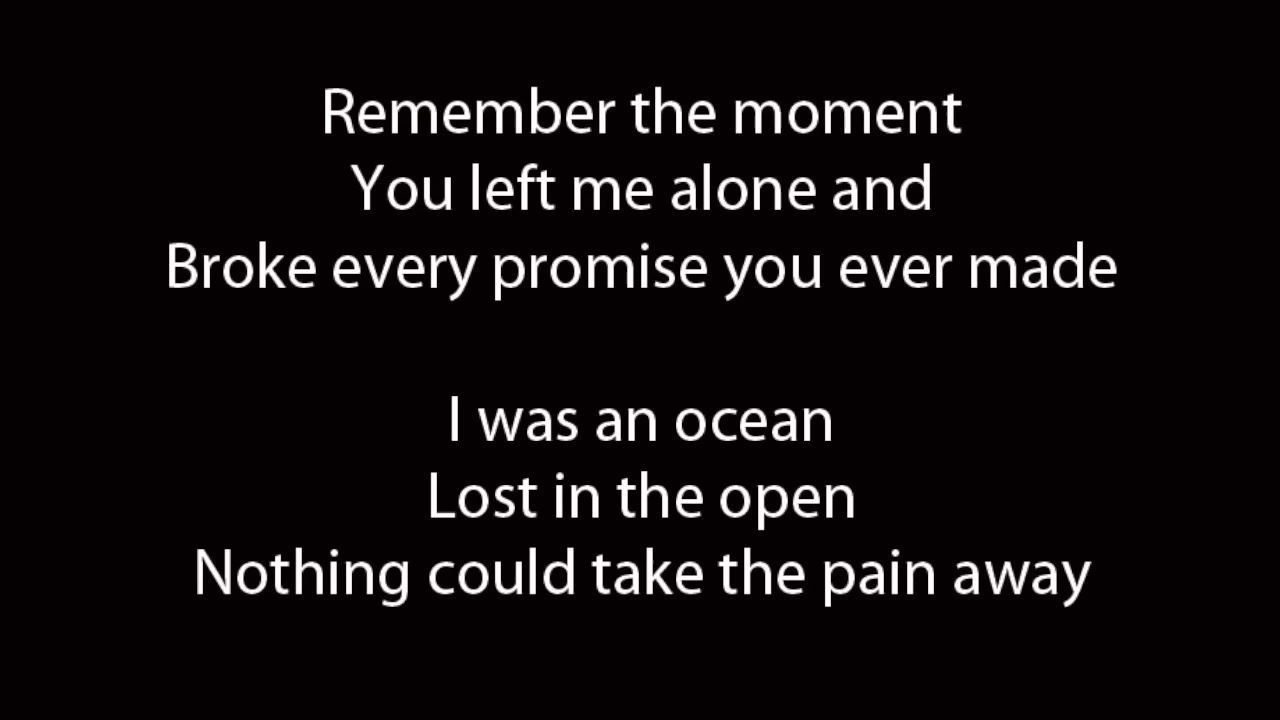 Remember the moment
You left me alone and
Broke every promise you ever made
I was an ocean
Lost in the open
Nothing could take the pain away